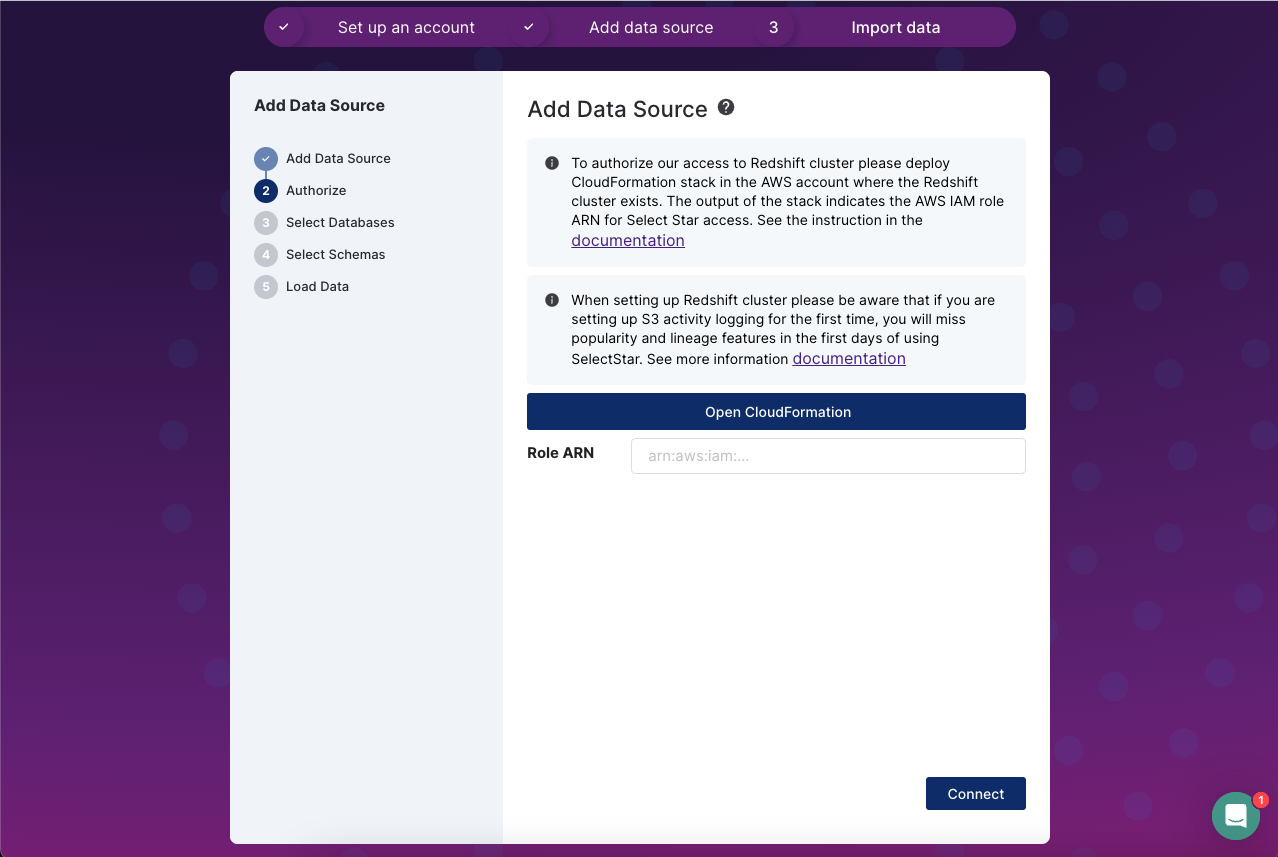 Set up an account
Add data source
3
Import data
Add Data Source
Add Data Source
2
Authorize
3
Select Databases
4
Select Schemas
5
Load Data
Add Data Source ?
To authorize our access to Redshift cluster please deploy
CloudFormation stack in the AWS account where the Redshift
cluster exists. The output of the stack indicates the AWS IAM role
ARN for Select Star access. See the instruction in the
documentation
When setting up Redshift cluster please be aware that if you are
setting up S3 activity logging for the first time, you will miss
popularity and lineage features in the first days of using
SelectStar. See more information documentation
Open CloudFormation
Role ARN
arn:aws:iam:...
Connect
1